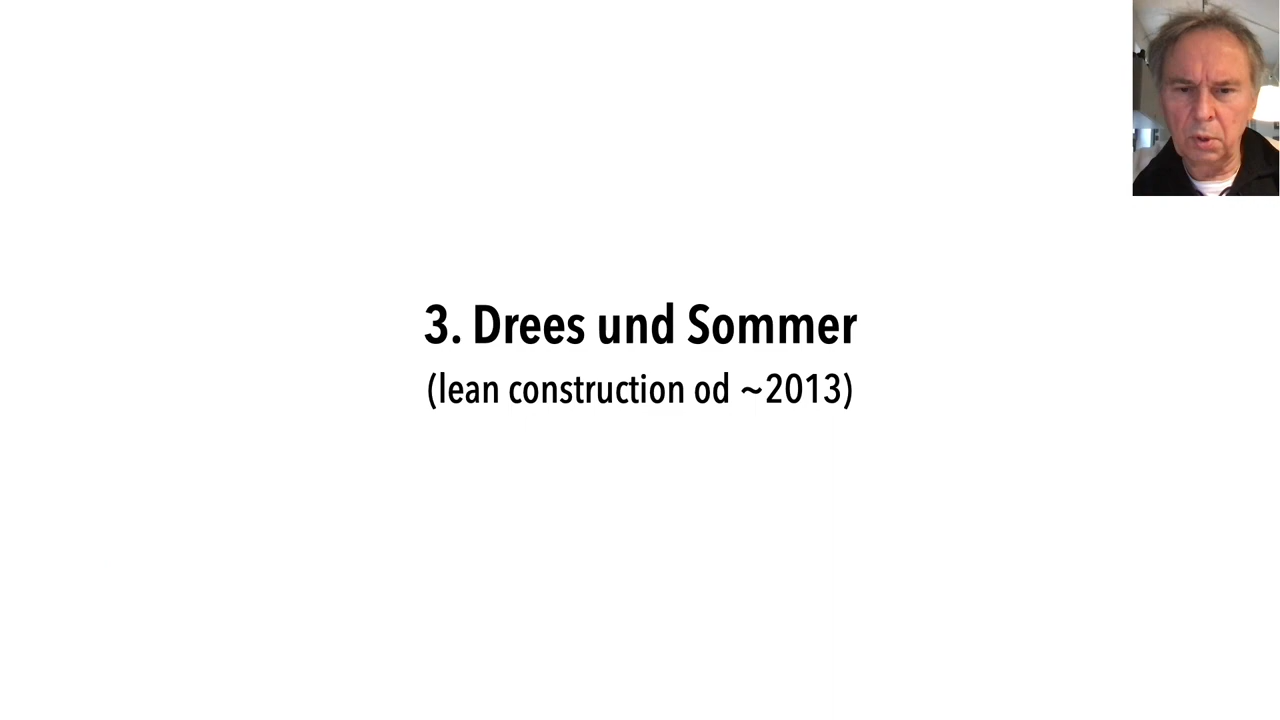 3. Drees und Sommer
(lean construction od ~2013)